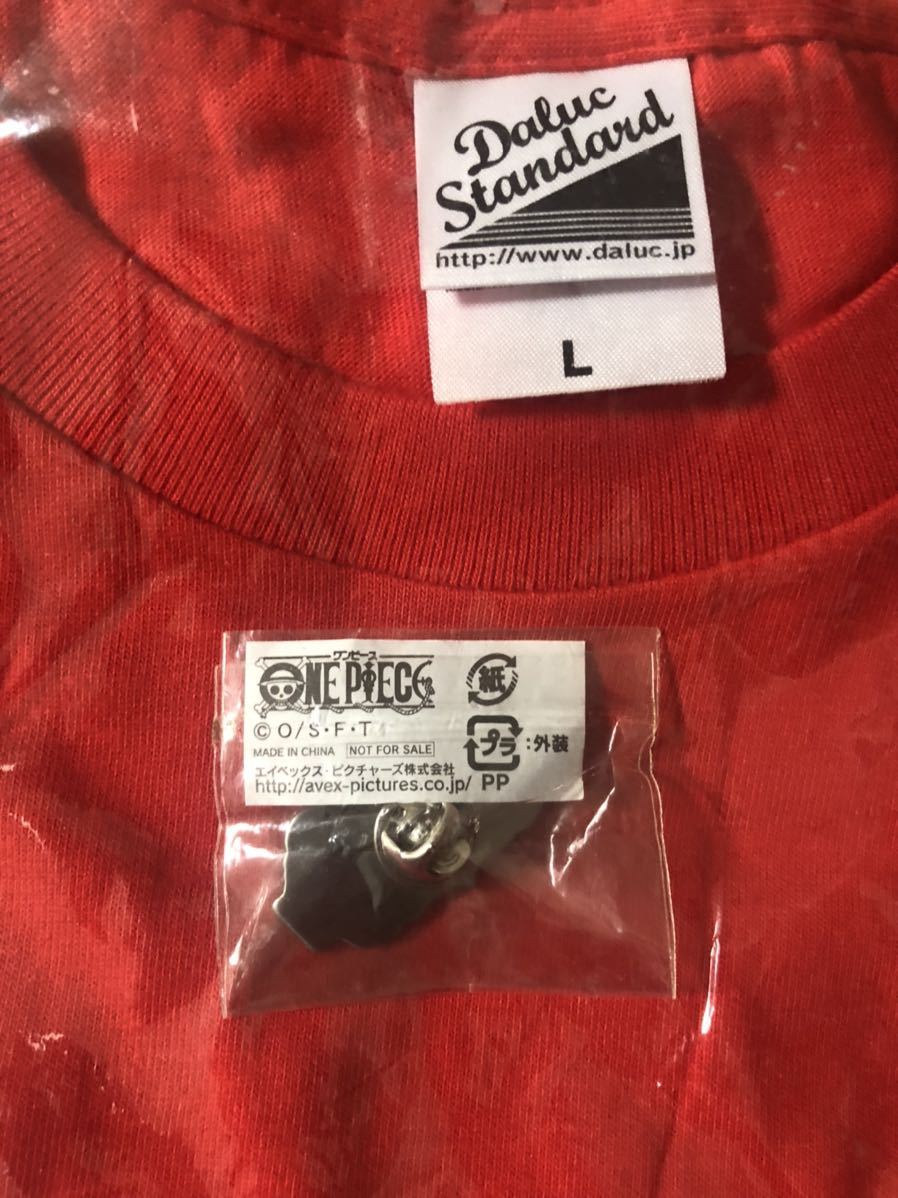 Daluc
Standard
http://www.daluc.jp
L
ワンピース
ONE PIECE
紙
© O/S・F・T
プラ:外装
MADE IN CHINA NOT FOR SALE
エイベックス・ピクチャーズ株式会社
http://avex-pictures.co.jp/ PP